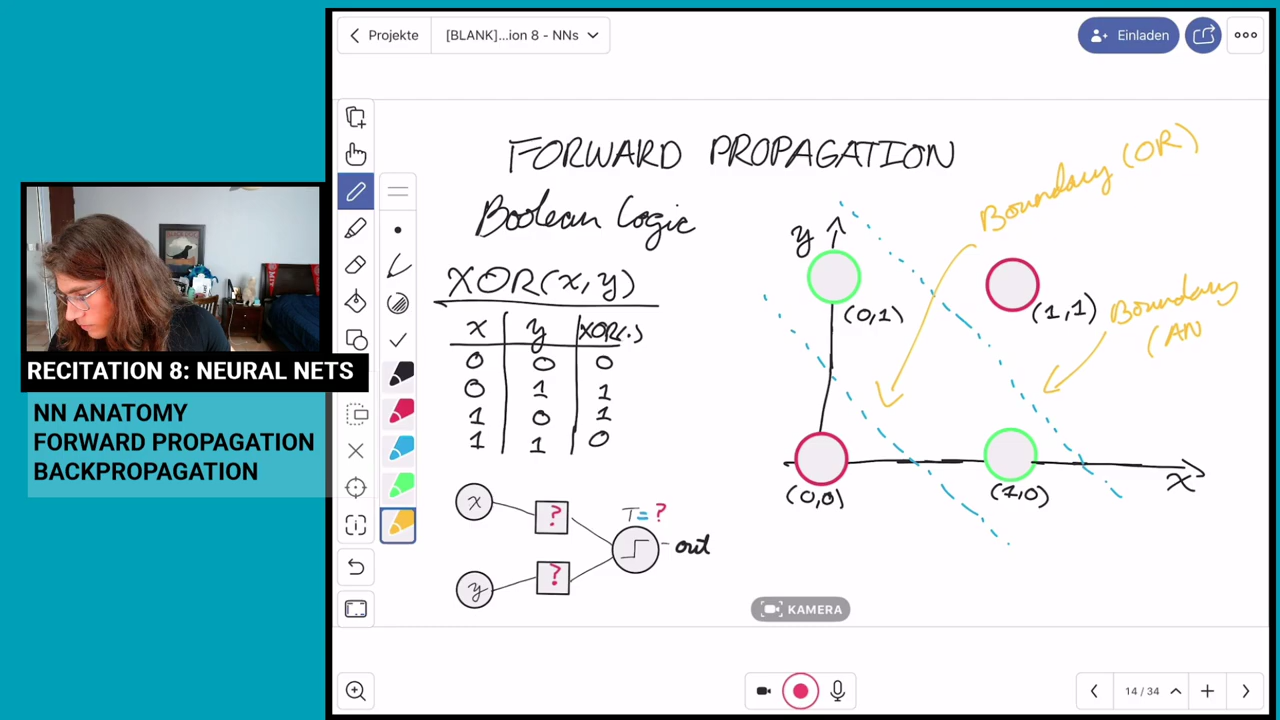 Projekte
[BLANK]...ion 8 - NNs
Einladen
FORWARD PROPAGATION
Boolean Logic
XOR(x,y)
x y XOR(·)
0 0 0
0 1 1
1 0 1
1 1 0
x
?
T=?
out
y
?
y
(0,1)
(1,1)
(0,0)
(1,0)
x
Boundary (OR)
Boundary
(AN
RECITATION 8: NEURAL NETS
NN ANATOMY
FORWARD PROPAGATION
BACKPROPAGATION
KAMERA
14 / 34